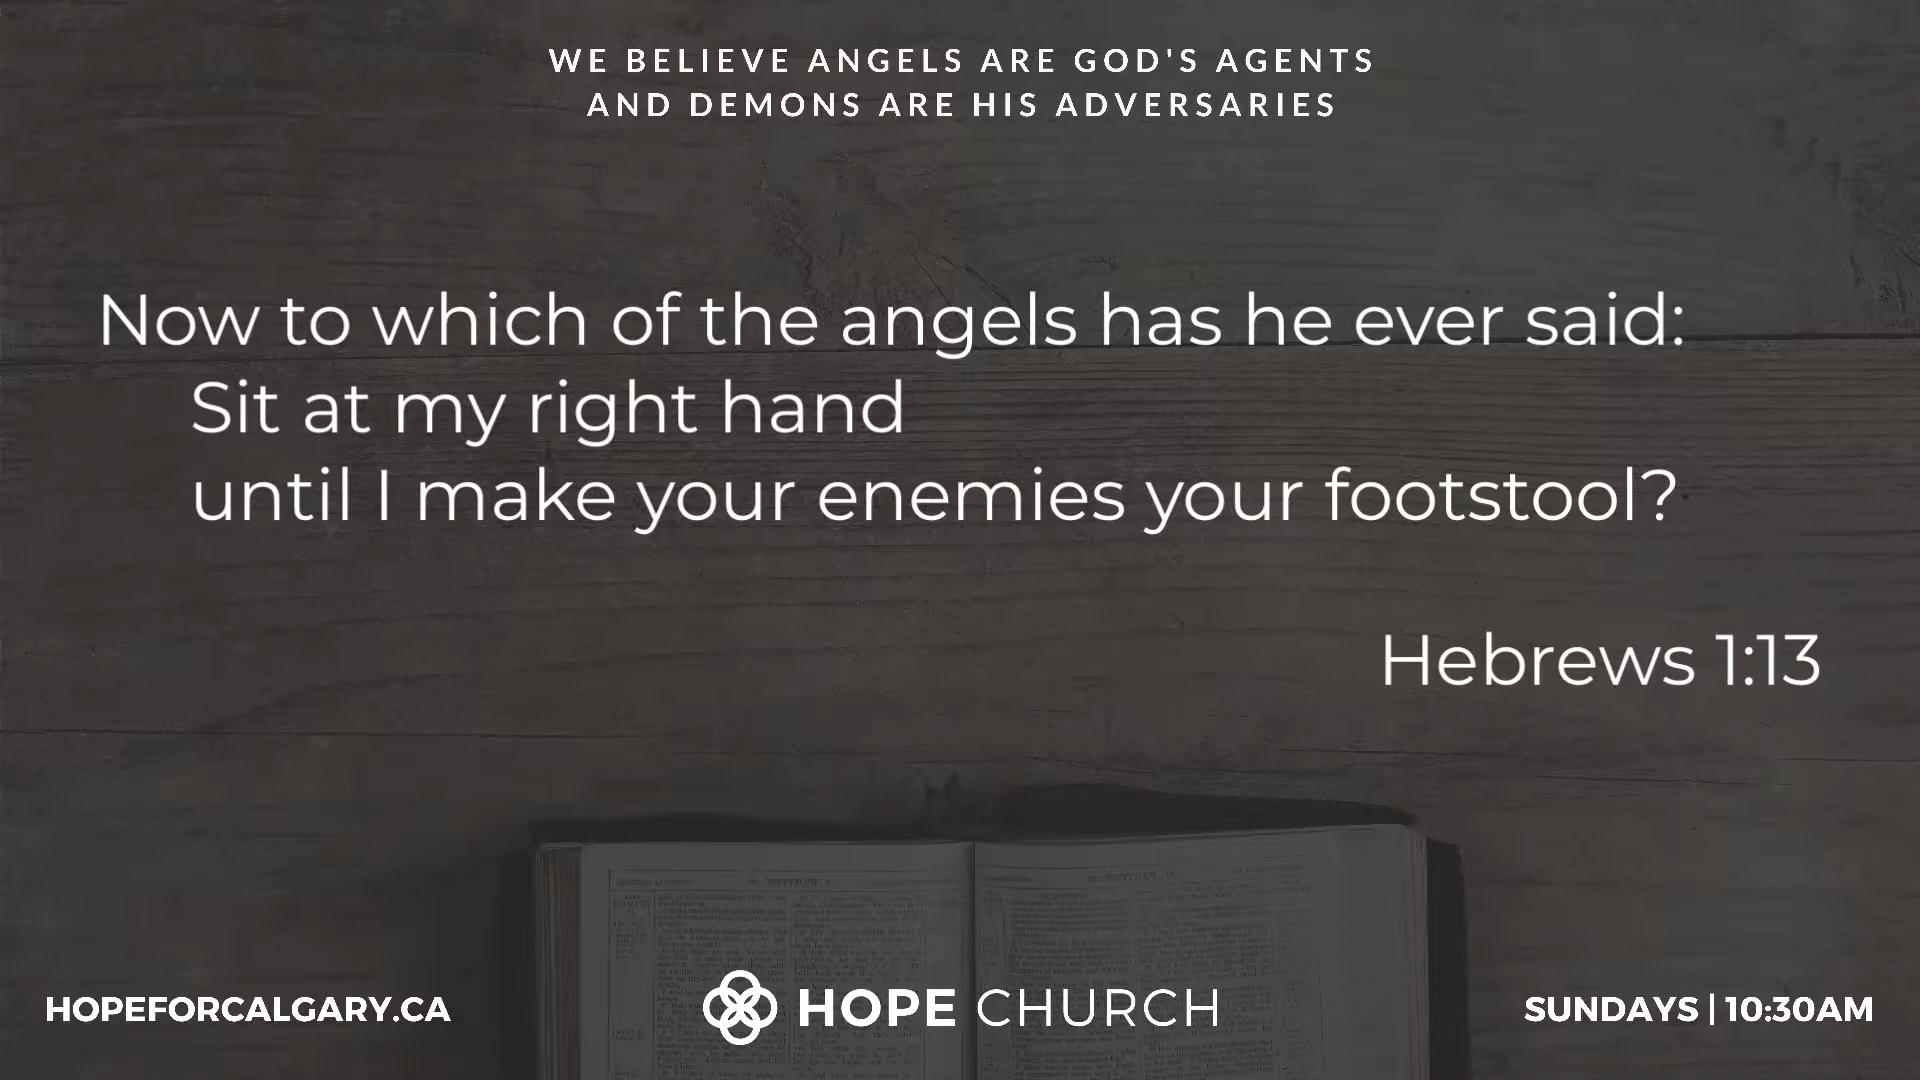 WE BELIEVE ANGELS ARE GOD'S AGENTS
AND DEMONS ARE HIS ADVERSARIES
Now to which of the angels has he ever said:
Sit at my right hand
until I make your enemies your footstool?
Hebrews 1:13
HOPEFORCALGARY.CA
HOPE CHURCH
SUNDAYS | 10:30AM